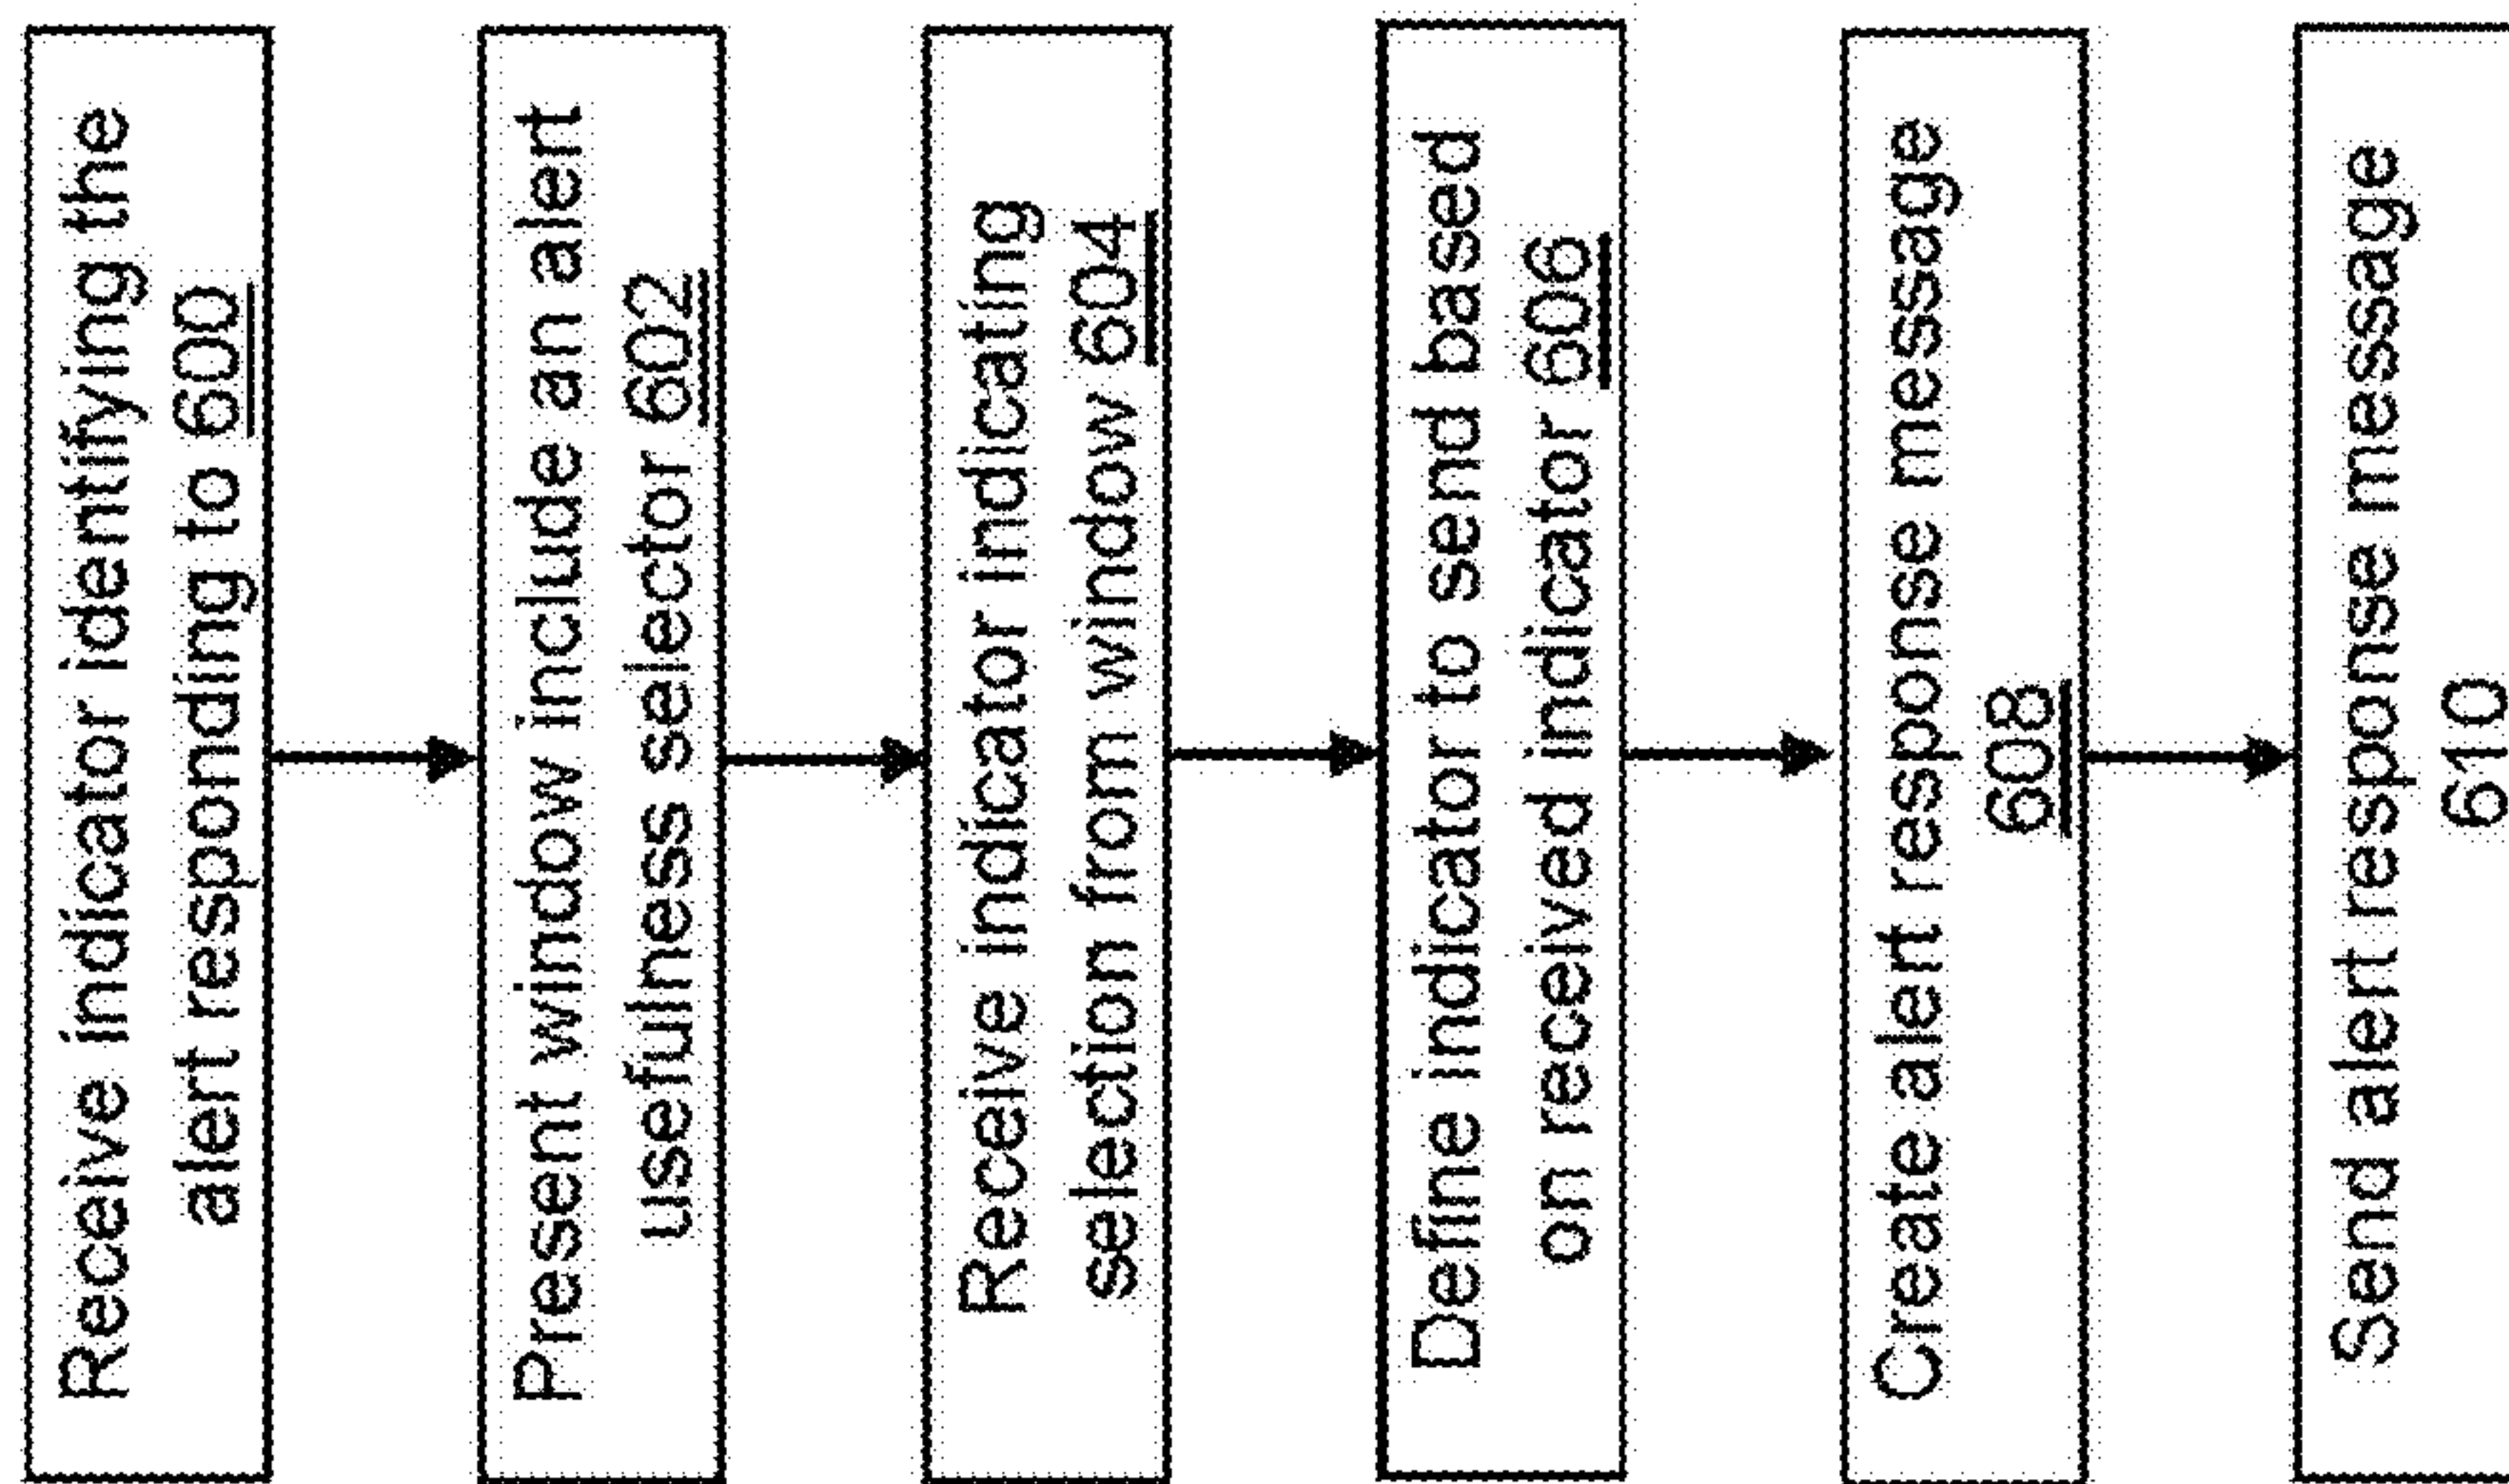 Receive indicator identifying the
alert responding to 600
Present window include an alert
usefulness selector 602
Receive indicator indicating
selection from window 604
Define indicator to send based
on received indicator 606
Create alert response message
608
Send alert response message
610